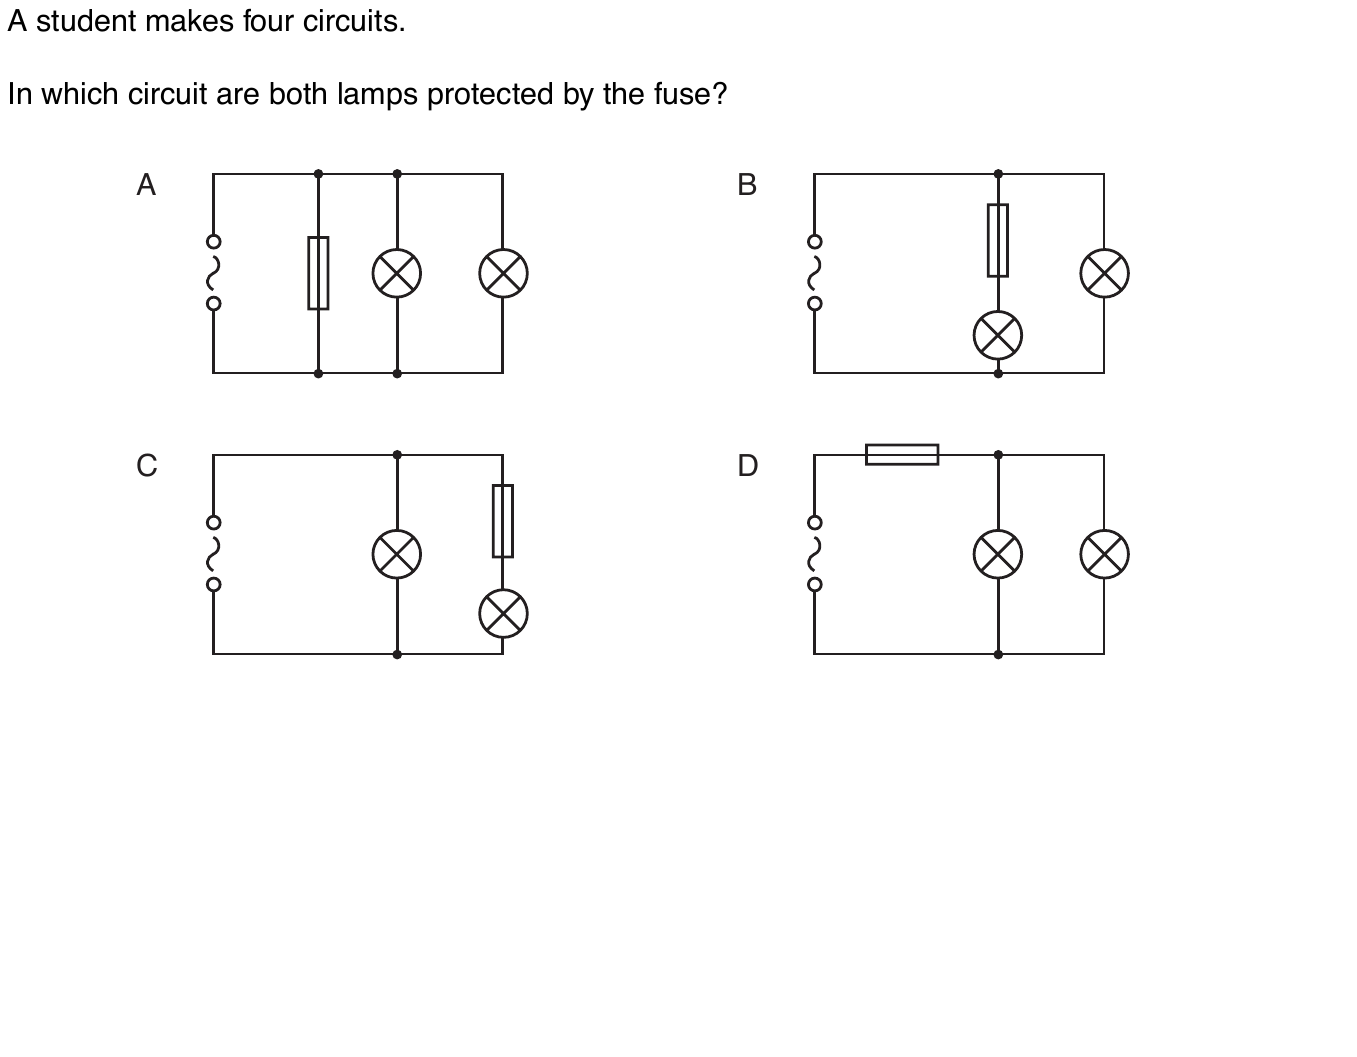 A student makes four circuits.
In which circuit are both lamps protected by the fuse?
A
B
C
D